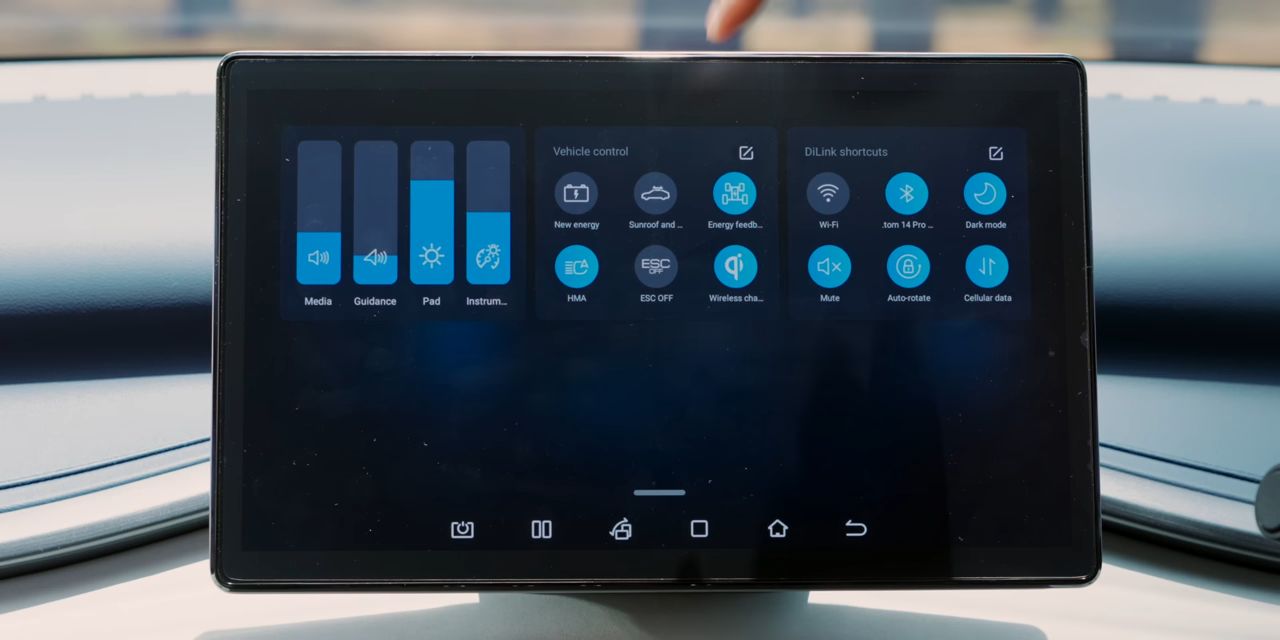 Media
Guidance
Pad
Instrum...
Vehicle control
New energy
Sunroof and ...
Energy feedb...
HMA
ESC
OFF
ESC OFF
qi
Wireless cha...
DiLink shortcuts
Wi-Fi
.tom 14 Pro ...
Dark mode
Mute
Auto-rotate
Cellular data